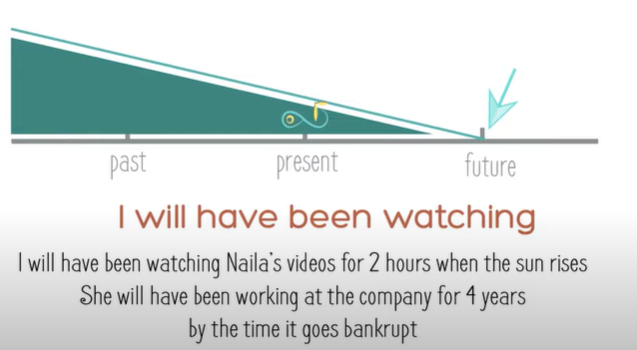 past present future
I will have been watching
I will have been watching Naila's videos for 2 hours when the sun rises
She will have been working at the company for 4 years
by the time it goes bankrupt